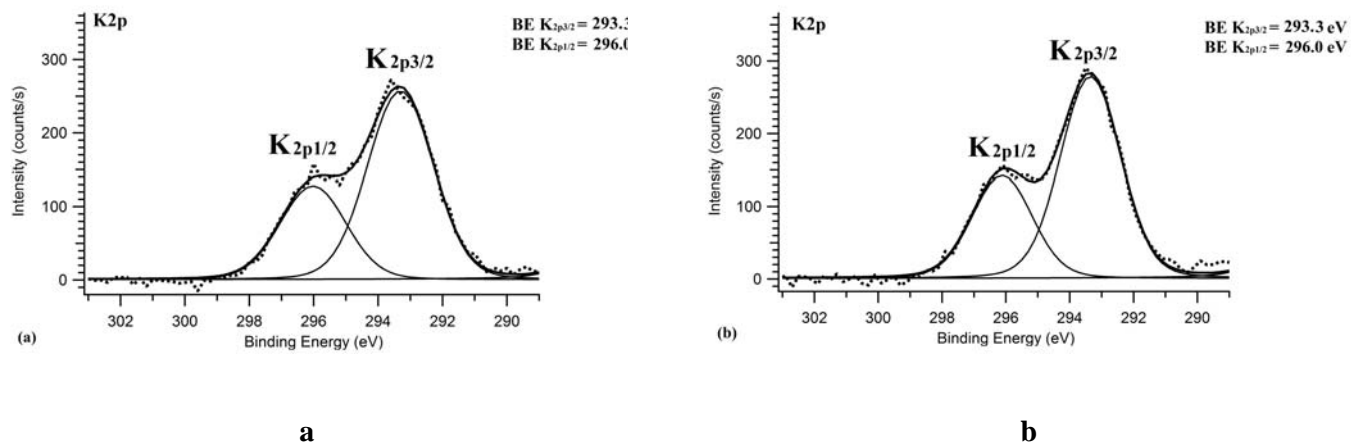 K2p
BE K2p3/2 = 293.3
BE K2p1/2 = 296.0
K2p3/2
K2p1/2
Intensity (counts/s)
300
200
100
0
302 300 298 296 294 292 290
Binding Energy (eV)
(a)
a
K2p
BE K2p3/2 = 293.3 eV
BE K2p1/2 = 296.0 eV
K2p3/2
K2p1/2
Intensity (counts/s)
300
200
100
0
302 300 298 296 294 292 290
Binding Energy (eV)
(b)
b